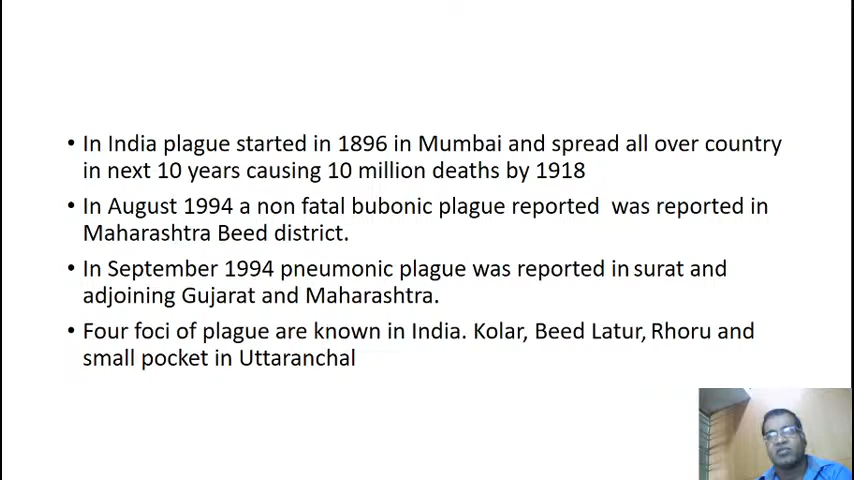 • In India plague started in 1896 in Mumbai and spread all over country
in next 10 years causing 10 million deaths by 1918
• In August 1994 a non fatal bubonic plague reported  was reported in
Maharashtra Beed district.
• In September 1994 pneumonic plague was reported in surat and
adjoining Gujarat and Maharashtra.
• Four foci of plague are known in India. Kolar, Beed Latur, Rhoru and
small pocket in Uttaranchal